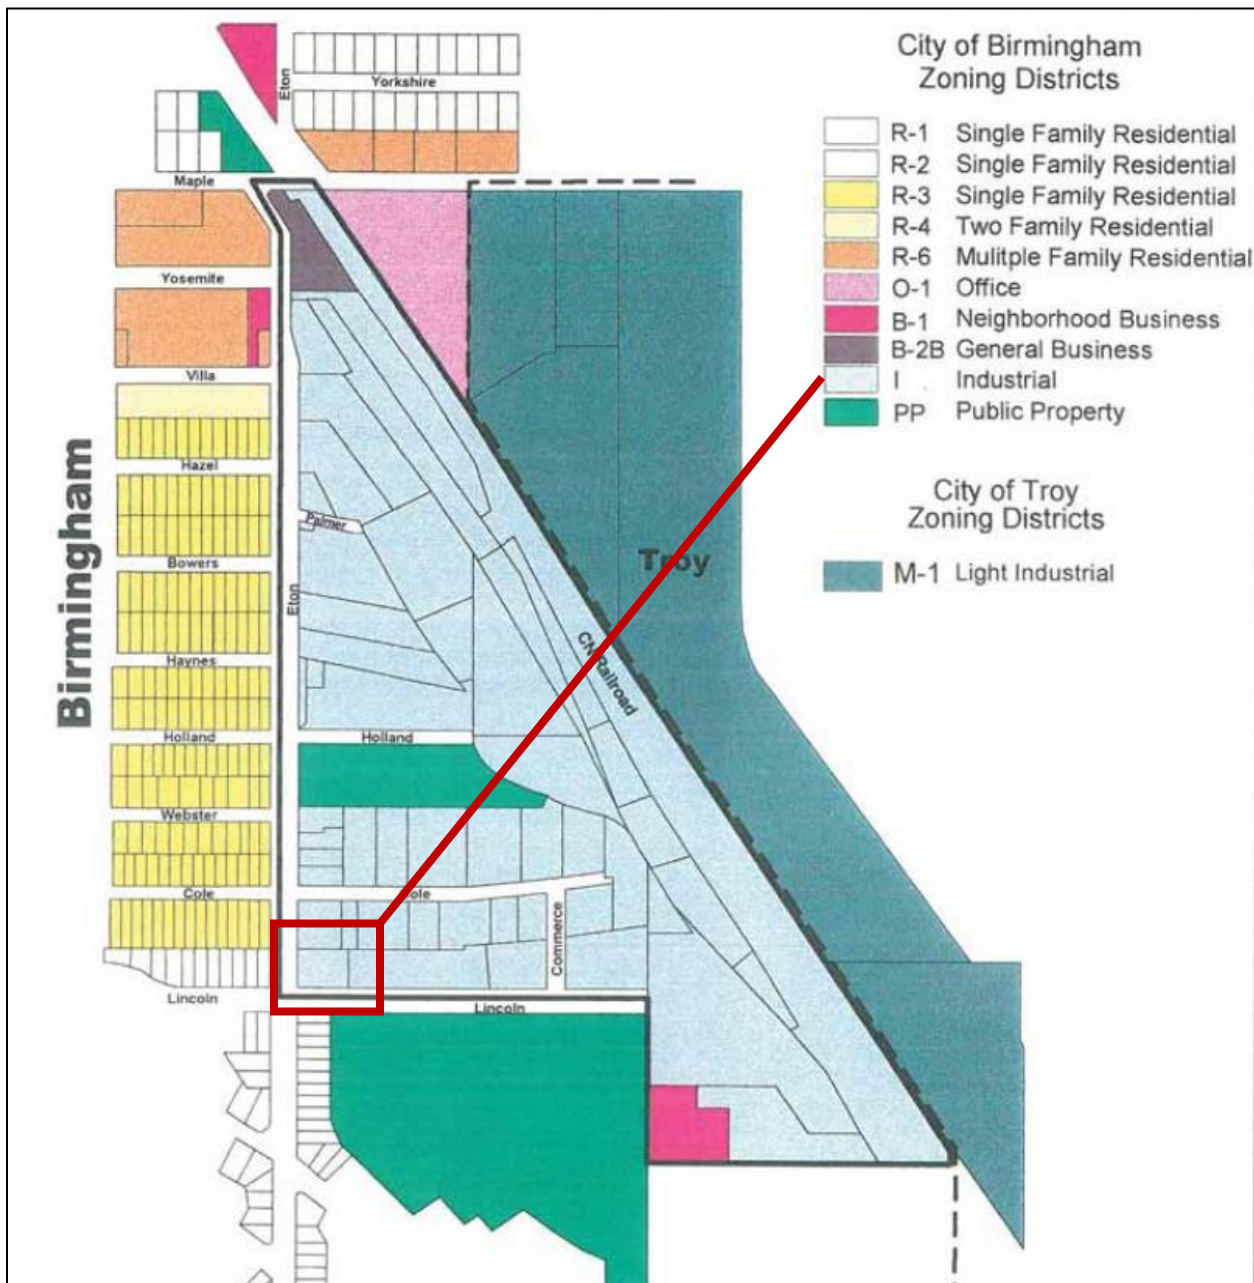 City of Birmingham
Zoning Districts
R-1 Single Family Residential
R-2 Single Family Residential
R-3 Single Family Residential
R-4 Two Family Residential
R-6 Mulitple Family Residential
O-1 Office
B-1 Neighborhood Business
B-2B General Business
I Industrial
PP Public Property
City of Troy
Zoning Districts
M-1 Light Industrial
Eton
Yorkshire
Maple
Yosemite
Villa
Hazel
Birmingham
Palmer
Troy
Bowers
Eton
Haynes
CN Railroad
Holland
Holland
Webster
Cole
ole
Commerce
Lincoln
Lincoln